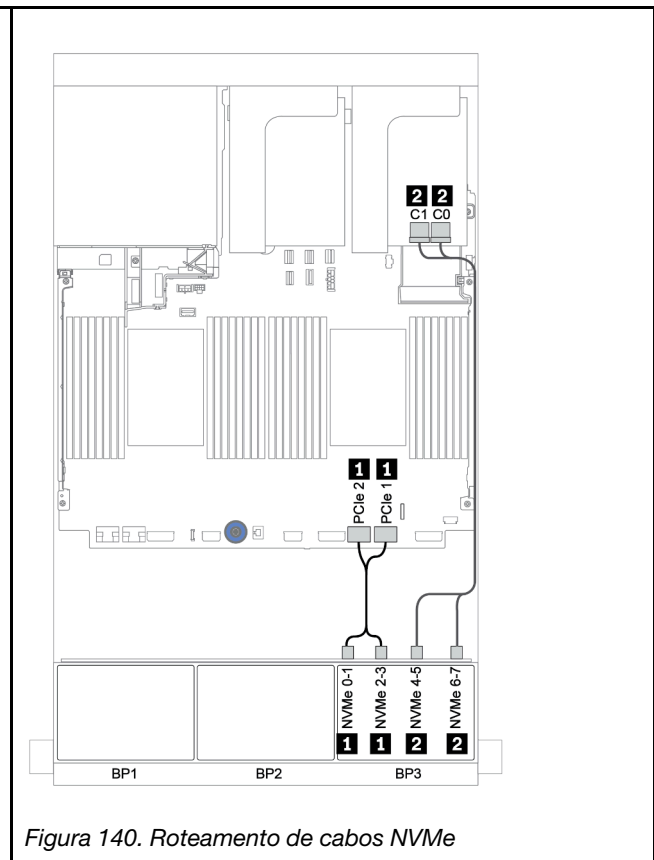 2 2
C1 C0
1 1
PCIe 2
PCIe 1
NVMe 0-1
NVMe 2-3
NVMe 4-5
NVMe 6-7
1 1 2 2
BP1 BP2 BP3
Figura 140. Roteamento de cabos NVMe